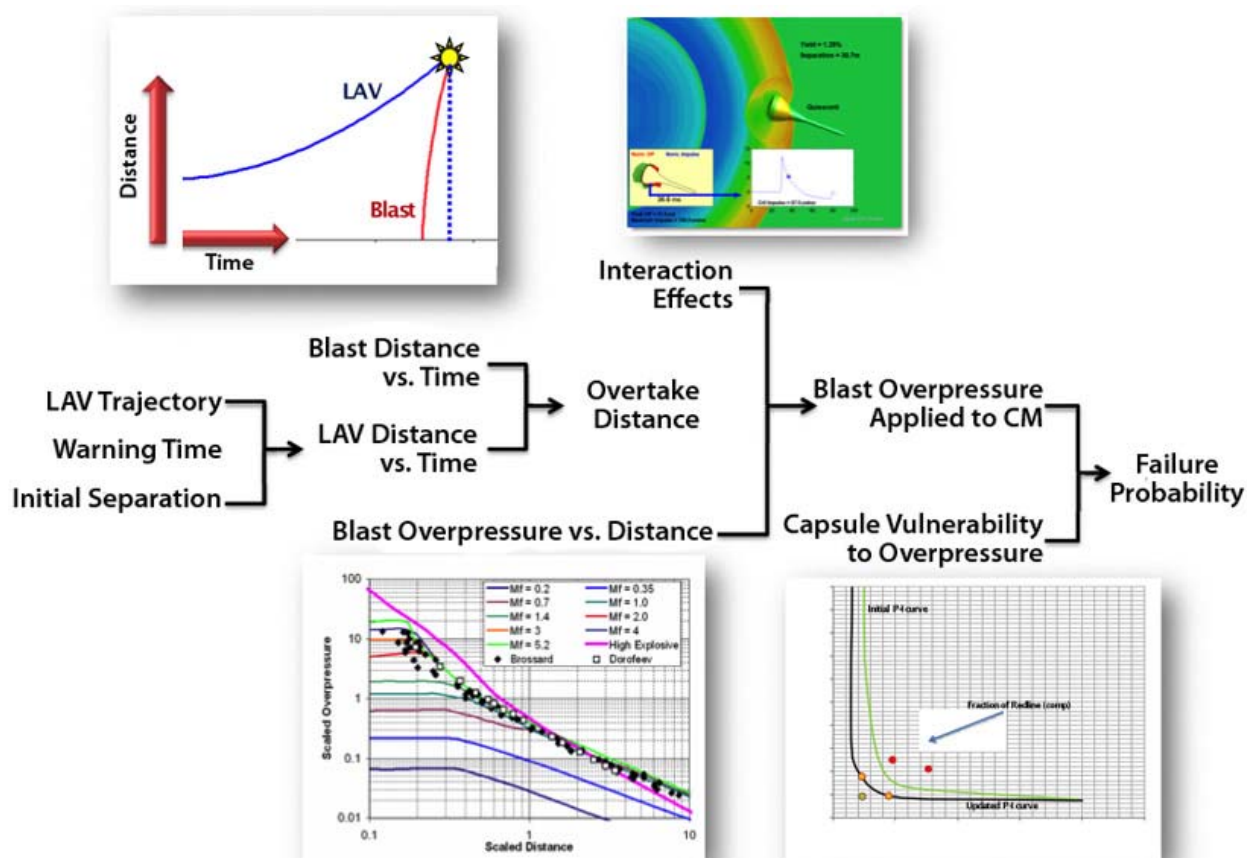 LAV
Distance
Blast
Time
Yield = 1.28%
Interaction
Effects
Blast Distance
vs. Time
LAV Trajectory
Warning Time
Initial Separation
LAV Distance
vs. Time
Overtake
Distance
Blast Overpressure
Applied to CM
Failure
Probability
Blast Overpressure vs. Distance
Capsule Vulnerability
to Overpressure
100
10
1
0.1
0.01
Scaled Overpressure
Mf = 0.2
Mf = 0.35
Mf = 0.7
Mf = 1.0
Mf = 1.4
Mf = 2.0
Mf = 3
Mf = 4
Mf = 5.2
High Explosive
Brossard
Dorofeev
0.1
1
10
Scaled Distance
Initial P-I curve
Fraction of Redline (comp)
Updated P-I curve